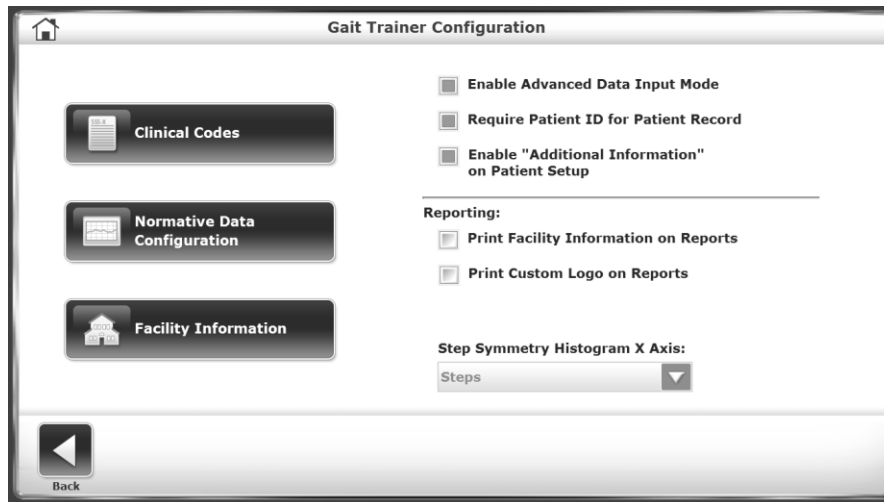 Gait Trainer Configuration
Clinical Codes
Normative Data
Configuration
Facility Information
Enable Advanced Data Input Mode
Require Patient ID for Patient Record
Enable "Additional Information"
on Patient Setup
Reporting:
Print Facility Information on Reports
Print Custom Logo on Reports
Step Symmetry Histogram X Axis:
Steps
Back